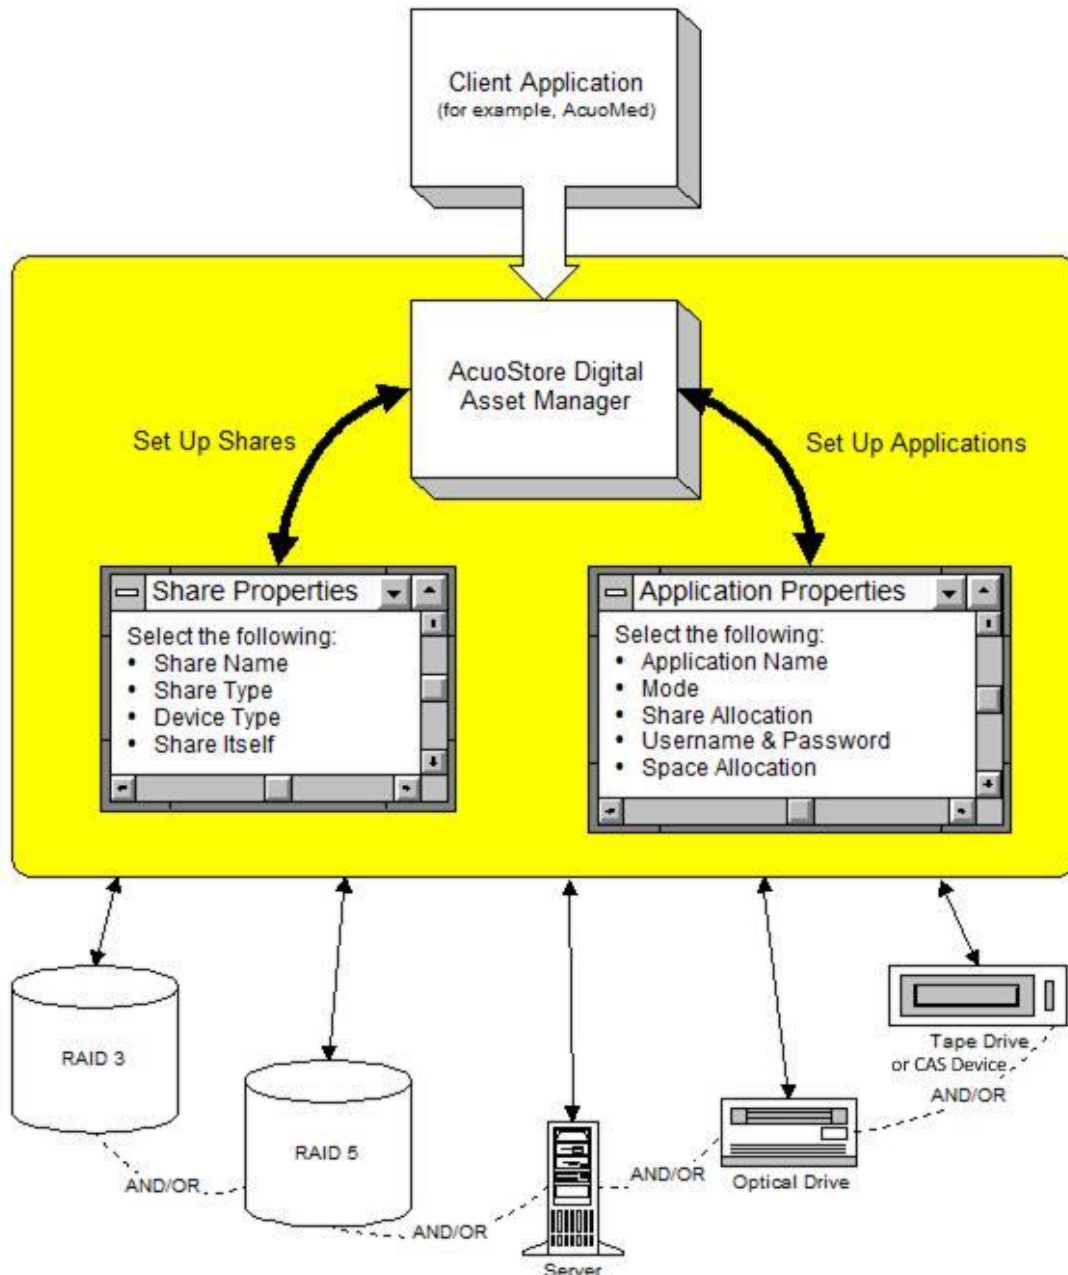 Client Application
(for example, AcuoMed)
AcuoStore Digital
Asset Manager
Set Up Shares
Set Up Applications
Share Properties
Select the following:
• Share Name
• Share Type
• Device Type
• Share Itself
Application Properties
Select the following:
• Application Name
• Mode
• Share Allocation
• Username & Password
• Space Allocation
RAID 3
RAID 5
Server
Optical Drive
Tape Drive
or CAS Device
AND/OR
AND/OR
AND/OR
AND/OR